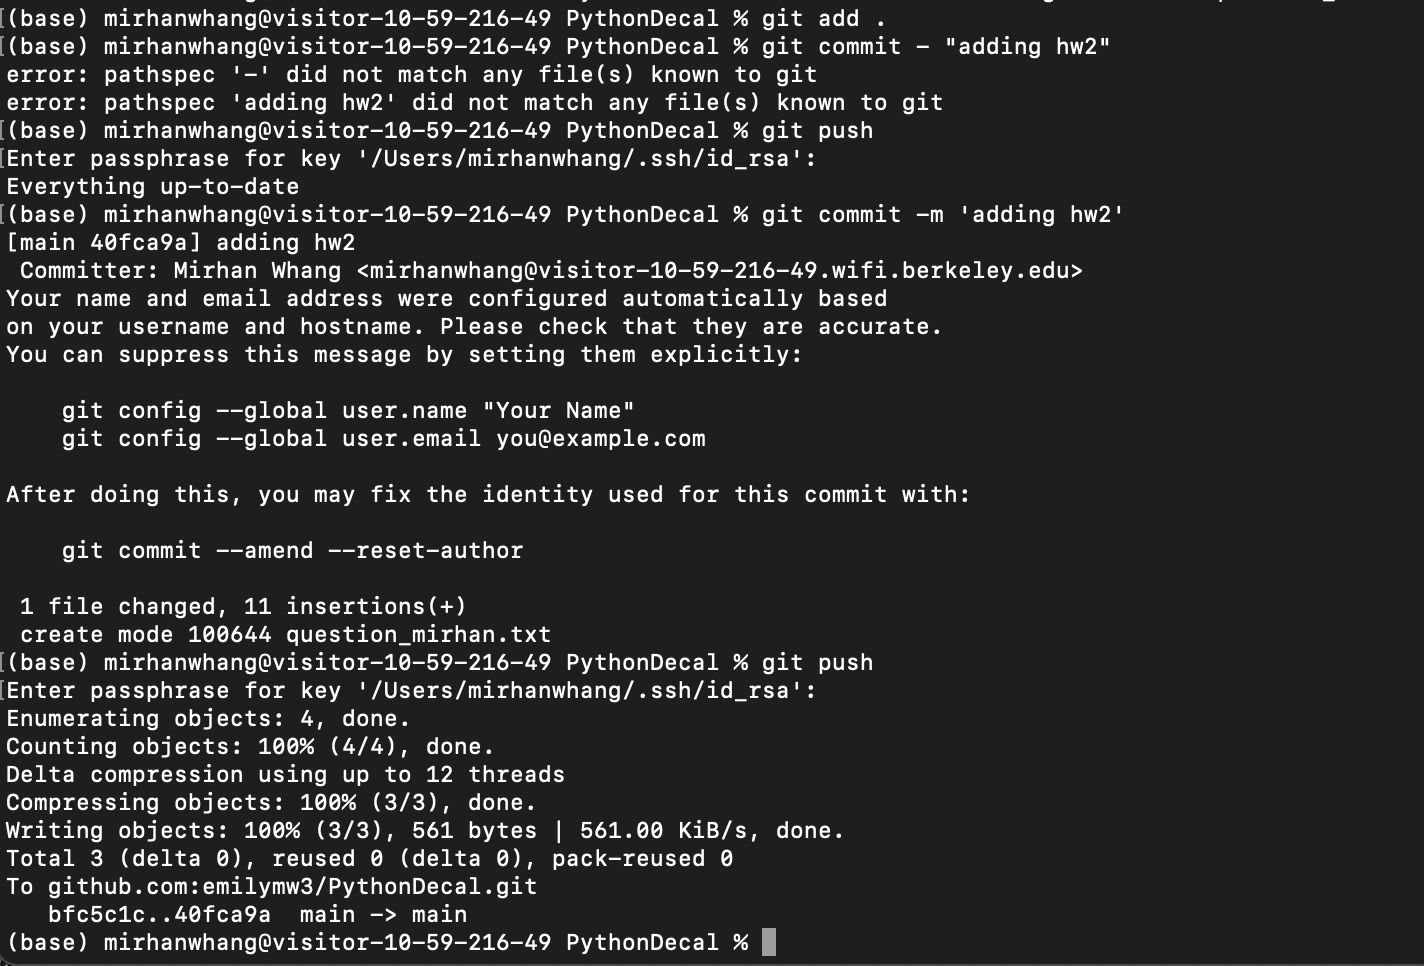 (base) mirhanwhang@visitor-10-59-216-49 PythonDecal % git add .
(base) mirhanwhang@visitor-10-59-216-49 PythonDecal % git commit - "adding hw2"
error: pathspec '-' did not match any file(s) known to git
error: pathspec 'adding hw2' did not match any file(s) known to git
(base) mirhanwhang@visitor-10-59-216-49 PythonDecal % git push
Enter passphrase for key '/Users/mirhanwhang/.ssh/id_rsa':
Everything up-to-date
(base) mirhanwhang@visitor-10-59-216-49 PythonDecal % git commit -m 'adding hw2'
[main 40fca9a] adding hw2
 Committer: Mirhan Whang <mirhanwhang@visitor-10-59-216-49.wifi.berkeley.edu>
Your name and email address were configured automatically based
on your username and hostname. Please check that they are accurate.
You can suppress this message by setting them explicitly:

    git config --global user.name "Your Name"
    git config --global user.email you@example.com

After doing this, you may fix the identity used for this commit with:

    git commit --amend --reset-author

 1 file changed, 11 insertions(+)
 create mode 100644 question_mirhan.txt
(base) mirhanwhang@visitor-10-59-216-49 PythonDecal % git push
Enter passphrase for key '/Users/mirhanwhang/.ssh/id_rsa':
Enumerating objects: 4, done.
Counting objects: 100% (4/4), done.
Delta compression using up to 12 threads
Compressing objects: 100% (3/3), done.
Writing objects: 100% (3/3), 561 bytes | 561.00 KiB/s, done.
Total 3 (delta 0), reused 0 (delta 0), pack-reused 0
To github.com:emilymw3/PythonDecal.git
   bfc5c1c..40fca9a  main -> main
(base) mirhanwhang@visitor-10-59-216-49 PythonDecal %